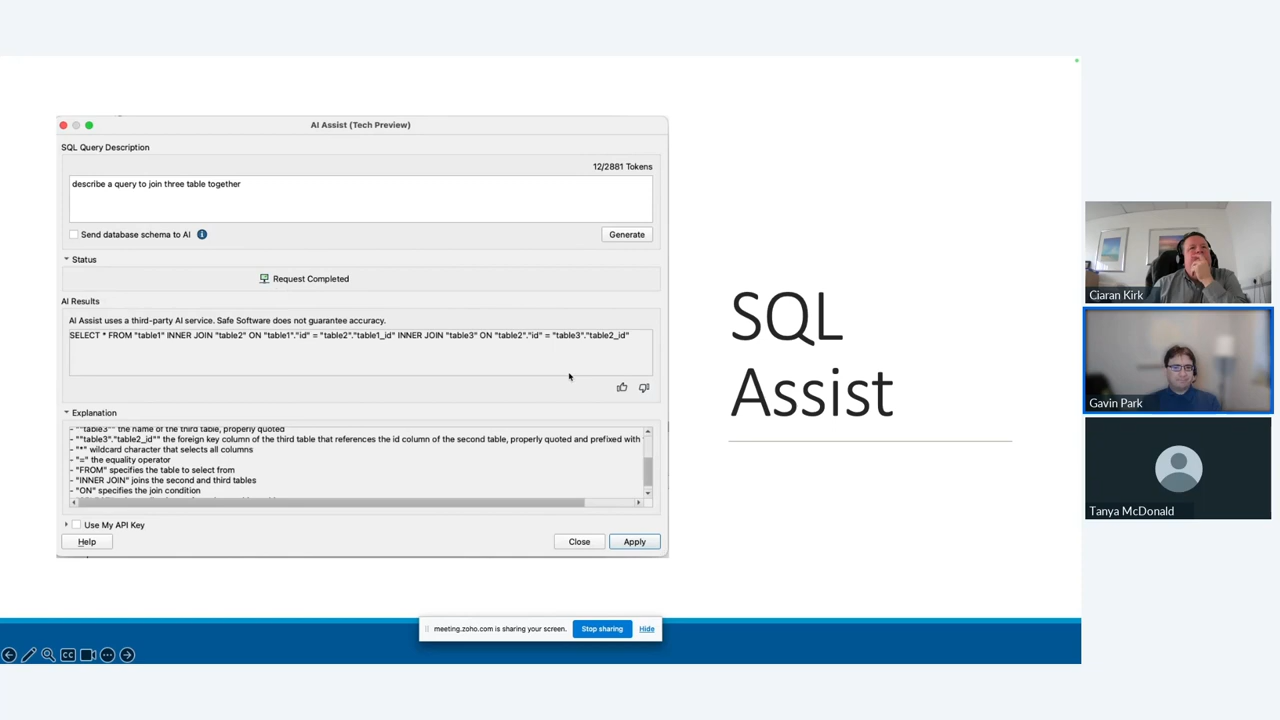 AI Assist (Tech Preview)
SQL Query Description
12/2881 Tokens
describe a query to join three table together
Send database schema to AI
Generate
Status
Request Completed
AI Results
AI Assist uses a third-party AI service. Safe Software does not guarantee accuracy.
SELECT * FROM "table1" INNER JOIN "table2" ON "table1"."id" = "table2"."table1_id" INNER JOIN "table3" ON "table2"."id" = "table3"."table2_id"
Explanation
- ""table3"" the name of the third table, properly quoted
- ""table3"."table2_id"" the foreign key column of the third table that references the id column of the second table, properly quoted and prefixed with
- "*" wildcard character that selects all columns
- "=" the equality operator
- "FROM" specifies the table to select from
- "INNER JOIN" joins the second and third tables
- "ON" specifies the join condition
Use My API Key
Help
Close
Apply
SQL
Assist
Ciaran Kirk
Gavin Park
Tanya McDonald
meeting.zoho.com is sharing your screen.
Stop sharing
Hide
CC